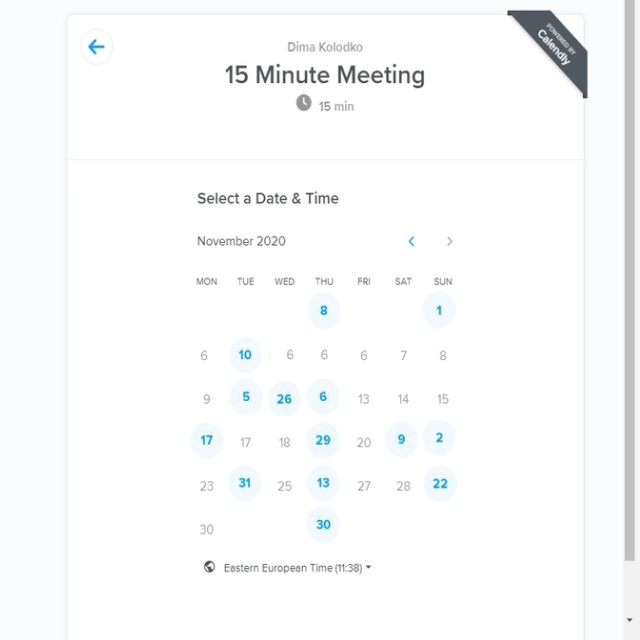 Dima Kolodko
POWERED BY
Calendly
15 Minute Meeting
15 min
Select a Date & Time
November 2020
MON TUE WED THU FRI SAT SUN
8 1
6 10 6 6 6 7 8
9 5 26 6 13 14 15
17 17 18 29 20 9 2
23 31 25 13 27 28 22
30 30
Eastern European Time (11:38)